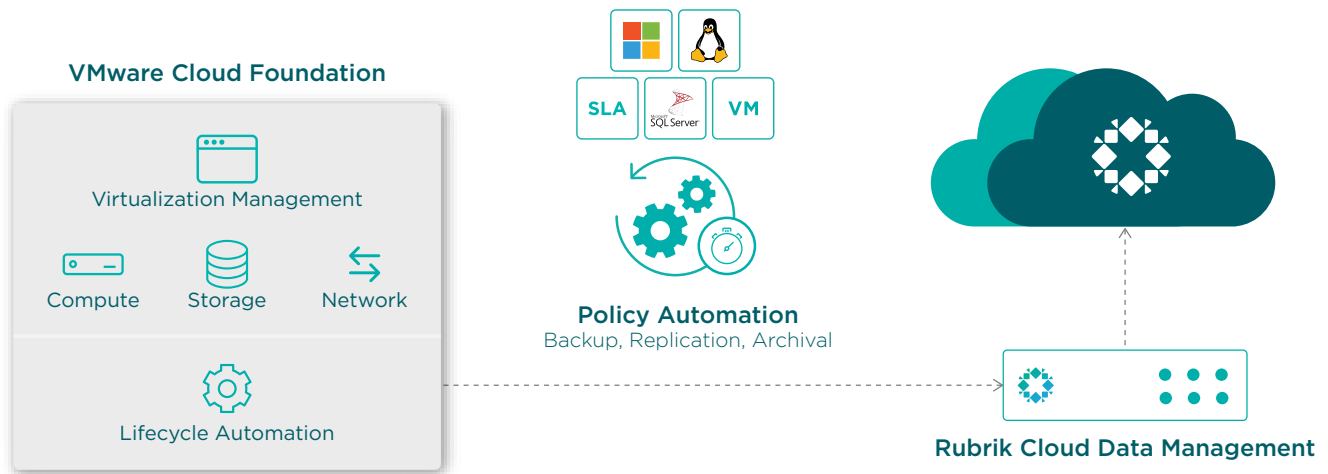 VMware Cloud Foundation
Virtualization Management
Compute
Storage
Network
Lifecycle Automation
SLA
Microsoft
SQL Server
VM
Policy Automation
Backup, Replication, Archival
Rubrik Cloud Data Management